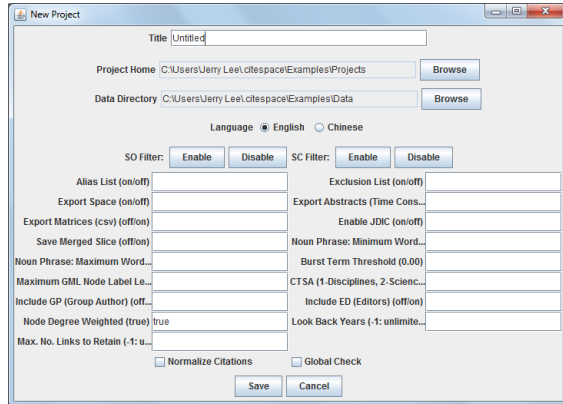 New Project
Title Untitled
Project Home C:\Users\Jerry Lee\.citespace\Examples\Projects Browse
Data Directory C:\Users\Jerry Lee\.citespace\Examples\Data Browse
Language English Chinese
SO Filter: Enable Disable SC Filter: Enable Disable
Alias List (on/off) Exclusion List (on/off)
Export Space (on/off) Export Abstracts (Time Cons...
Export Matrices (csv) (off/on) Enable JDIC (on/off)
Save Merged Slice (off/on) Noun Phrase: Minimum Word...
Noun Phrase: Maximum Word... Burst Term Threshold (0.00)
Maximum GML Node Label Le... CTSA (1-Disciplines, 2-Scienc...
Include GP (Group Author) (off... Include ED (Editors) (off/on)
Node Degree Weighted (true) true Look Back Years (-1: unlimite...
Max. No. Links to Retain (-1: u...
Normalize Citations Global Check
Save Cancel